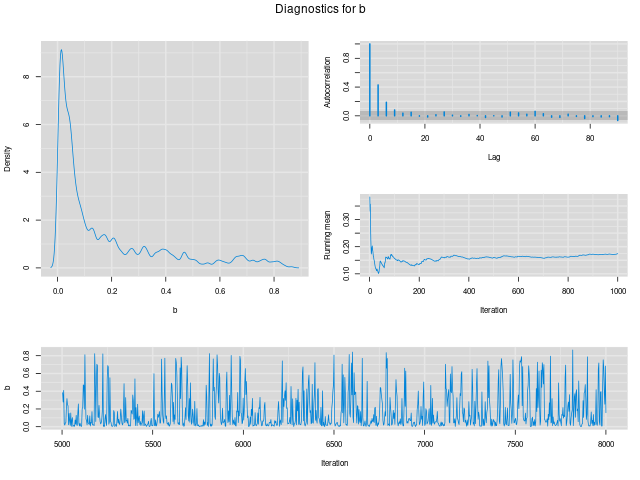 Diagnostics for b
Density
0 2 4 6 8
0.0 0.2 0.4 0.6 0.8
b
Autocorrelation
0.0 0.4 0.8
0 20 40 60 80
Lag
Running mean
0.10 0.20 0.30
0 200 400 600 800 1000
Iteration
b
0.0 0.2 0.4 0.6 0.8
5000 5500 6000 6500 7000 7500 8000
Iteration